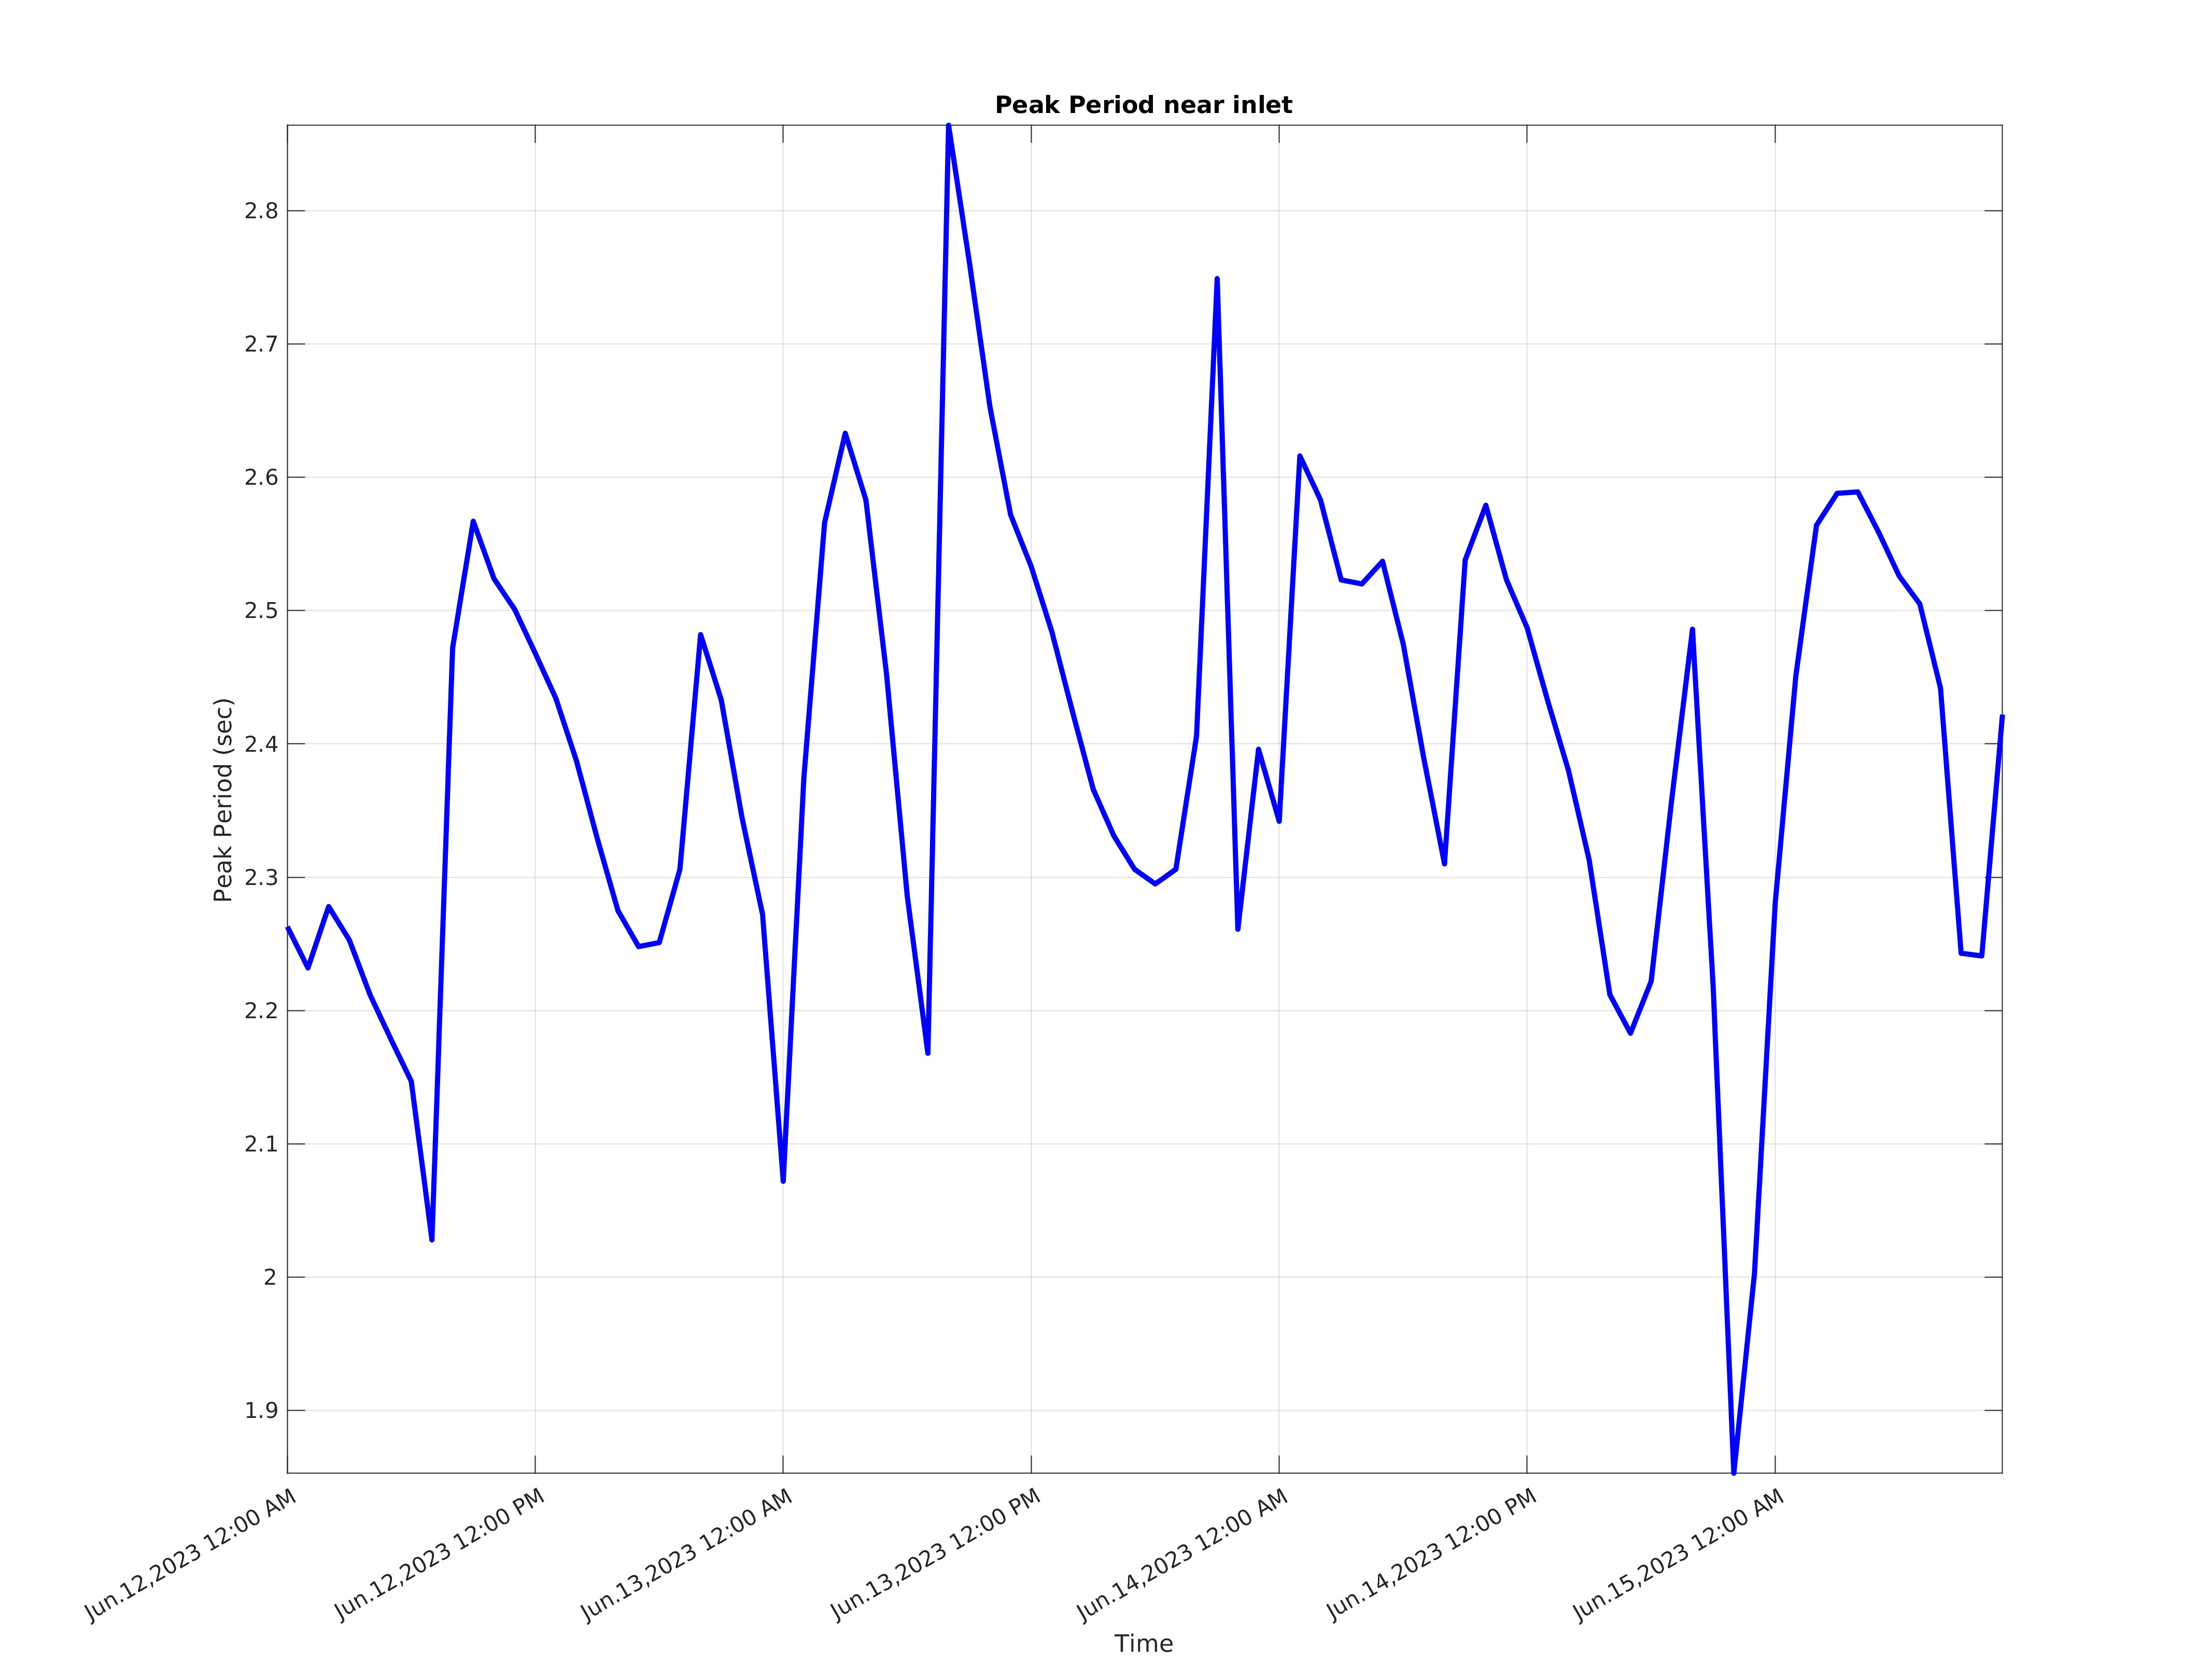 Peak Period near inlet
Peak Period (sec)
2.8
2.7
2.6
2.5
2.4
2.3
2.2
2.1
2
1.9
Jun.12,2023 12:00 AM
Jun.12,2023 12:00 PM
Jun.13,2023 12:00 AM
Jun.13,2023 12:00 PM
Jun.14,2023 12:00 AM
Jun.14,2023 12:00 PM
Jun.15,2023 12:00 AM
Time